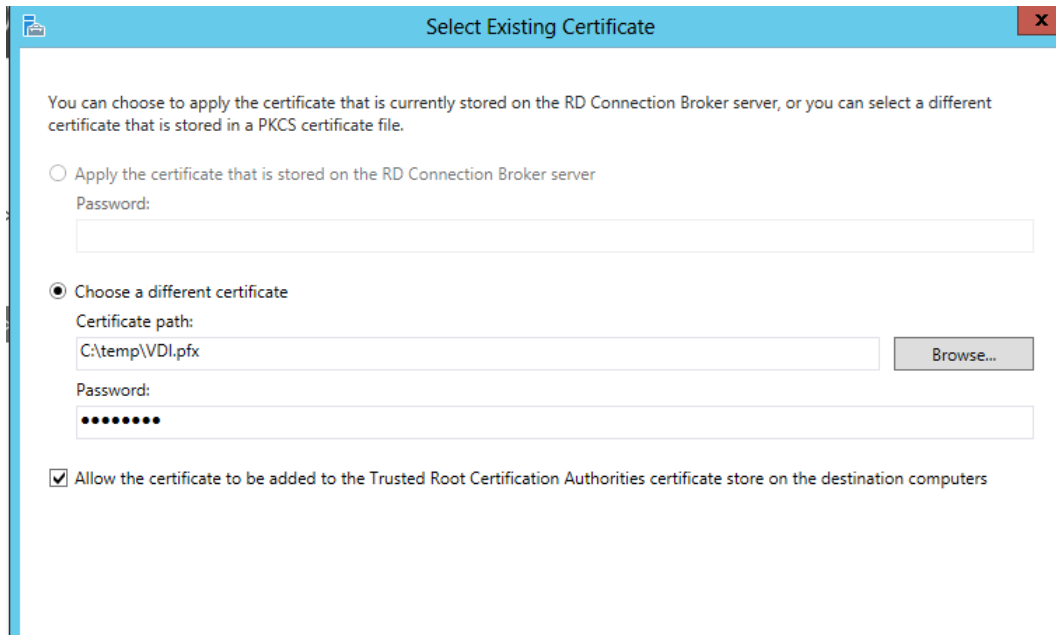 Select Existing Certificate
x
You can choose to apply the certificate that is currently stored on the RD Connection Broker server, or you can select a different
certificate that is stored in a PKCS certificate file.
Apply the certificate that is stored on the RD Connection Broker server
Password:
Choose a different certificate
Certificate path:
C:\temp\VDI.pfx
Browse...
Password:
••••••••
Allow the certificate to be added to the Trusted Root Certification Authorities certificate store on the destination computers